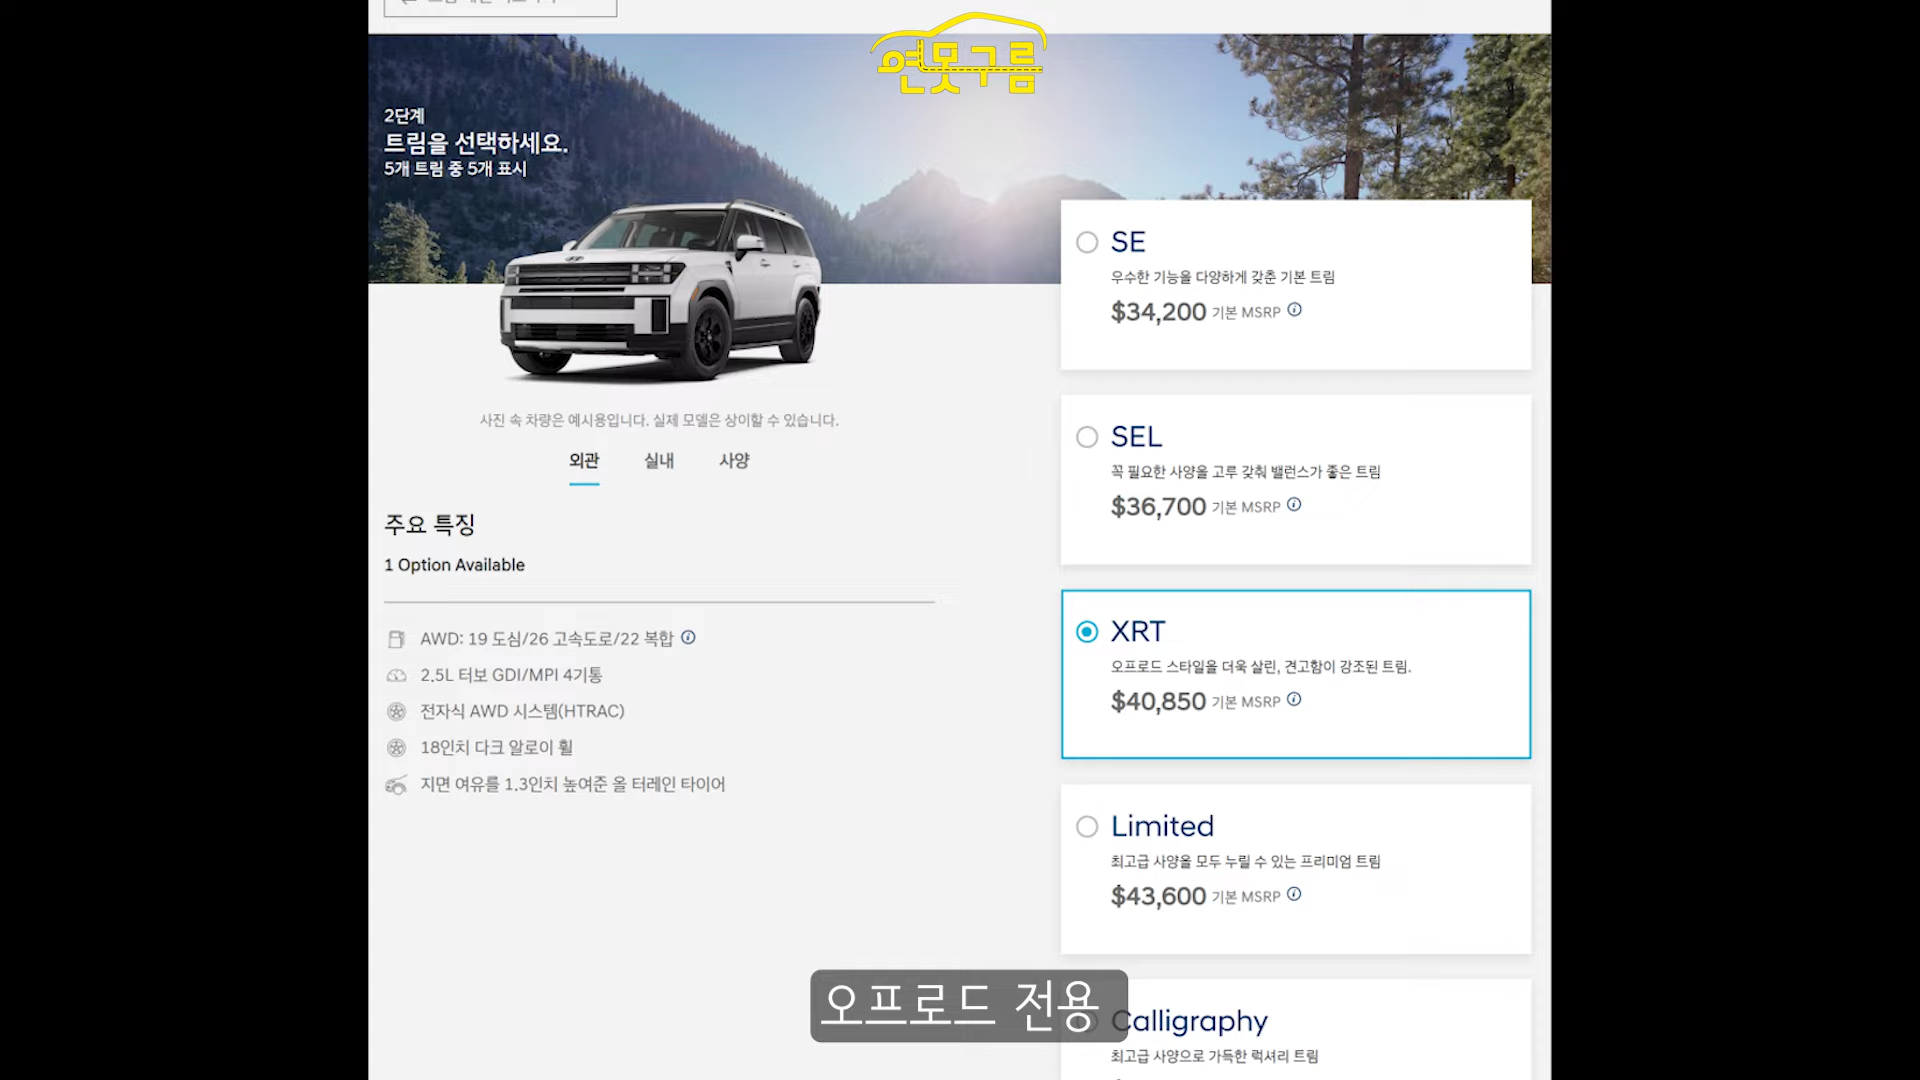 연못구름
2단계
트림을 선택하세요.
5개 트림 중 5개 표시
사진 속 차량은 예시용입니다. 실제 모델은 상이할 수 있습니다.
외관 실내 사양
주요 특징
1 Option Available
AWD: 19 도심/26 고속도로/22 복합
2.5L 터보 GDI/MPI 4기통
전자식 AWD 시스템(HTRAC)
18인치 다크 알로이 휠
지면 여유를 1.3인치 높여준 올 터레인 타이어
SE
우수한 기능을 다양하게 갖춘 기본 트림
$34,200 기본 MSRP
SEL
꼭 필요한 사양을 고루 갖춰 밸런스가 좋은 트림
$36,700 기본 MSRP
XRT
오프로드 스타일을 더욱 살린, 견고함이 강조된 트림.
$40,850 기본 MSRP
Limited
최고급 사양을 모두 누릴 수 있는 프리미엄 트림
$43,600 기본 MSRP
Calligraphy
최고급 사양으로 가득한 럭셔리 트림
오프로드 전용